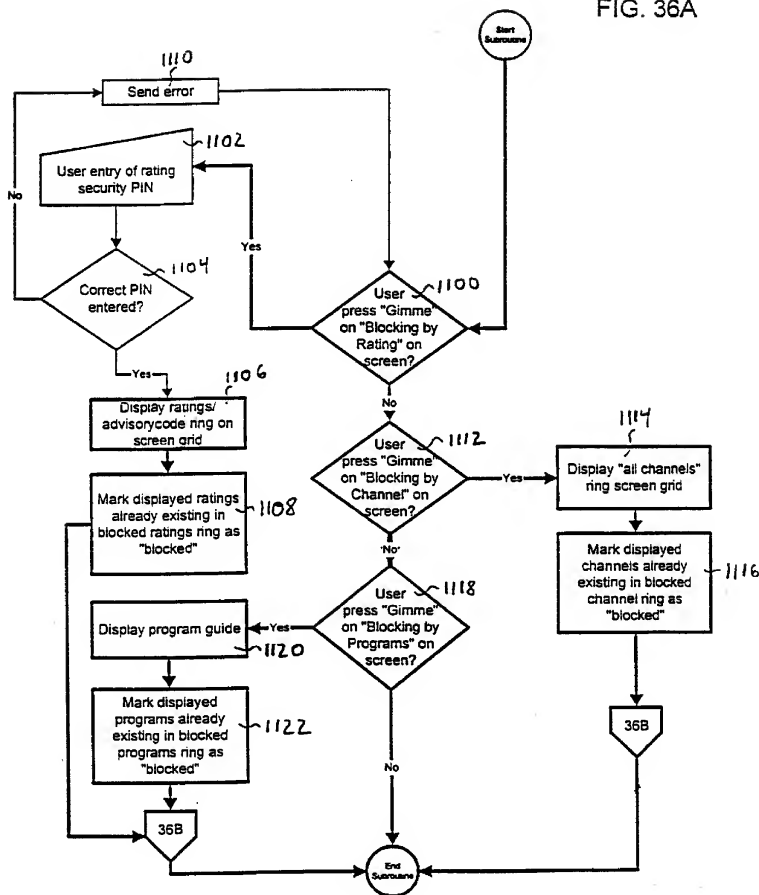 FIG. 36A
Start
Subroutine
1110
Send error
1102
User entry of rating
security PIN
No
Yes
1104
Correct PIN
entered?
1100
User
press "Gimme"
on "Blocking by
Rating" on
screen?
Yes
1106
Display ratings/
advisorycode ring on
screen grid
No
1112
User
press "Gimme"
on "Blocking by
Channel" on
screen?
Yes
1114
Display "all channels"
ring screen grid
Mark displayed ratings
already existing in
blocked ratings ring as
"blocked"
1108
Mark displayed
channels already
existing in blocked
channel ring as
"blocked"
1116
'No'
1118
User
press "Gimme"
on "Blocking by
Programs" on
screen?
Yes
Display program guide
1120
Mark displayed
programs already
existing in blocked
programs ring as
"blocked"
1122
36B
No
36B
End
Subroutine